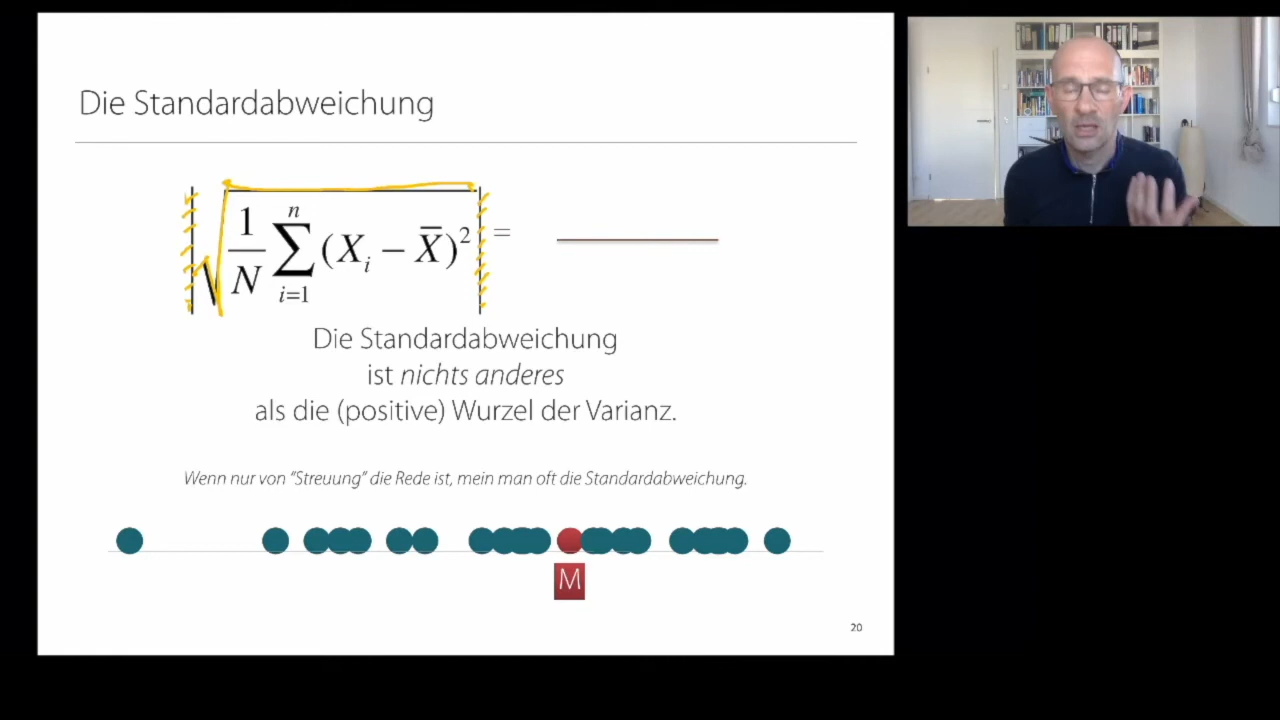 Die Standardabweichung
|√(1/N ∑_{i=1}^{n} (X_i − X̄)²)| =
Die Standardabweichung
ist nichts anderes
als die (positive) Wurzel der Varianz.
Wenn nur von "Streuung" die Rede ist, mein man oft die Standardabweichung.
M
20